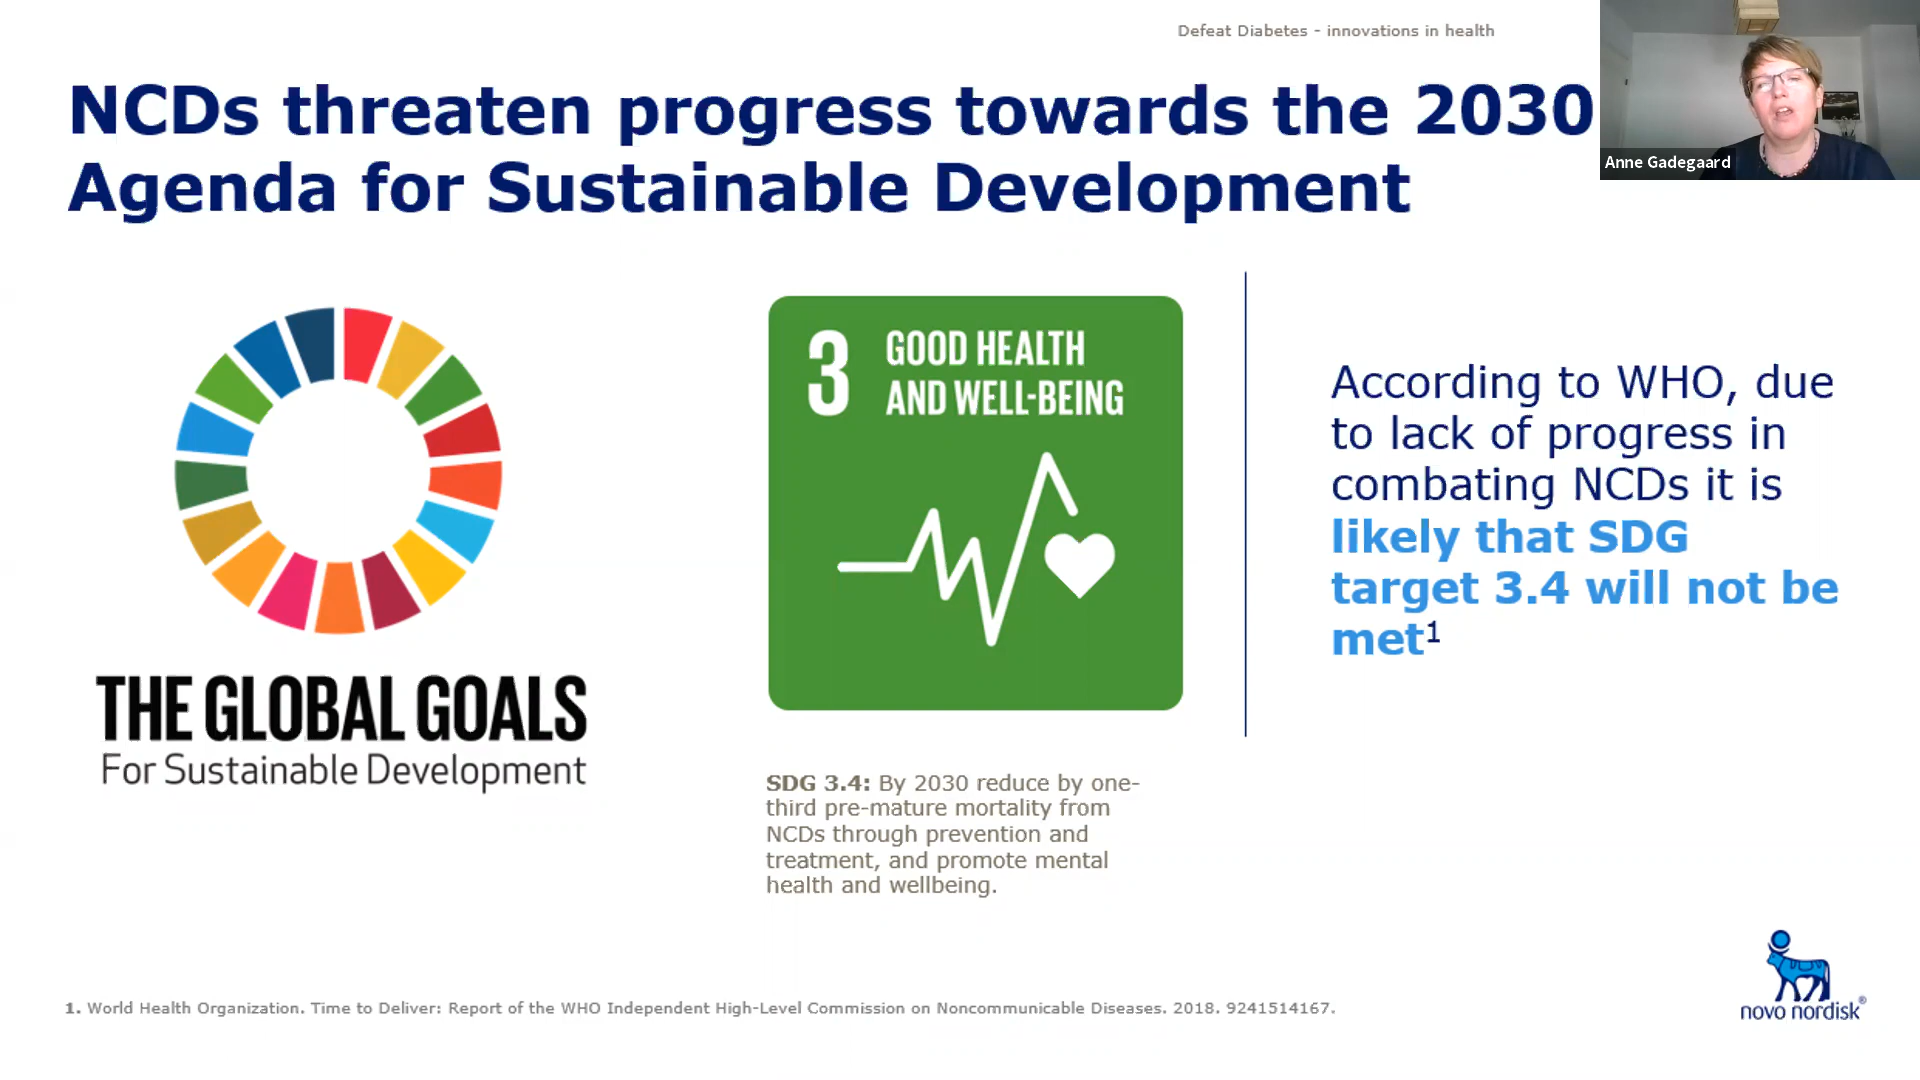 Defeat Diabetes - innovations in health
NCDs threaten progress towards the 2030
Agenda for Sustainable Development
Anne Gadegaard
THE GLOBAL GOALS
For Sustainable Development
3 GOOD HEALTH
AND WELL-BEING
SDG 3.4: By 2030 reduce by one-
third pre-mature mortality from
NCDs through prevention and
treatment, and promote mental
health and wellbeing.
According to WHO, due
to lack of progress in
combating NCDs it is
likely that SDG
target 3.4 will not be
met¹
1. World Health Organization. Time to Deliver: Report of the WHO Independent High-Level Commission on Noncommunicable Diseases. 2018. 9241514167.
novo nordisk®